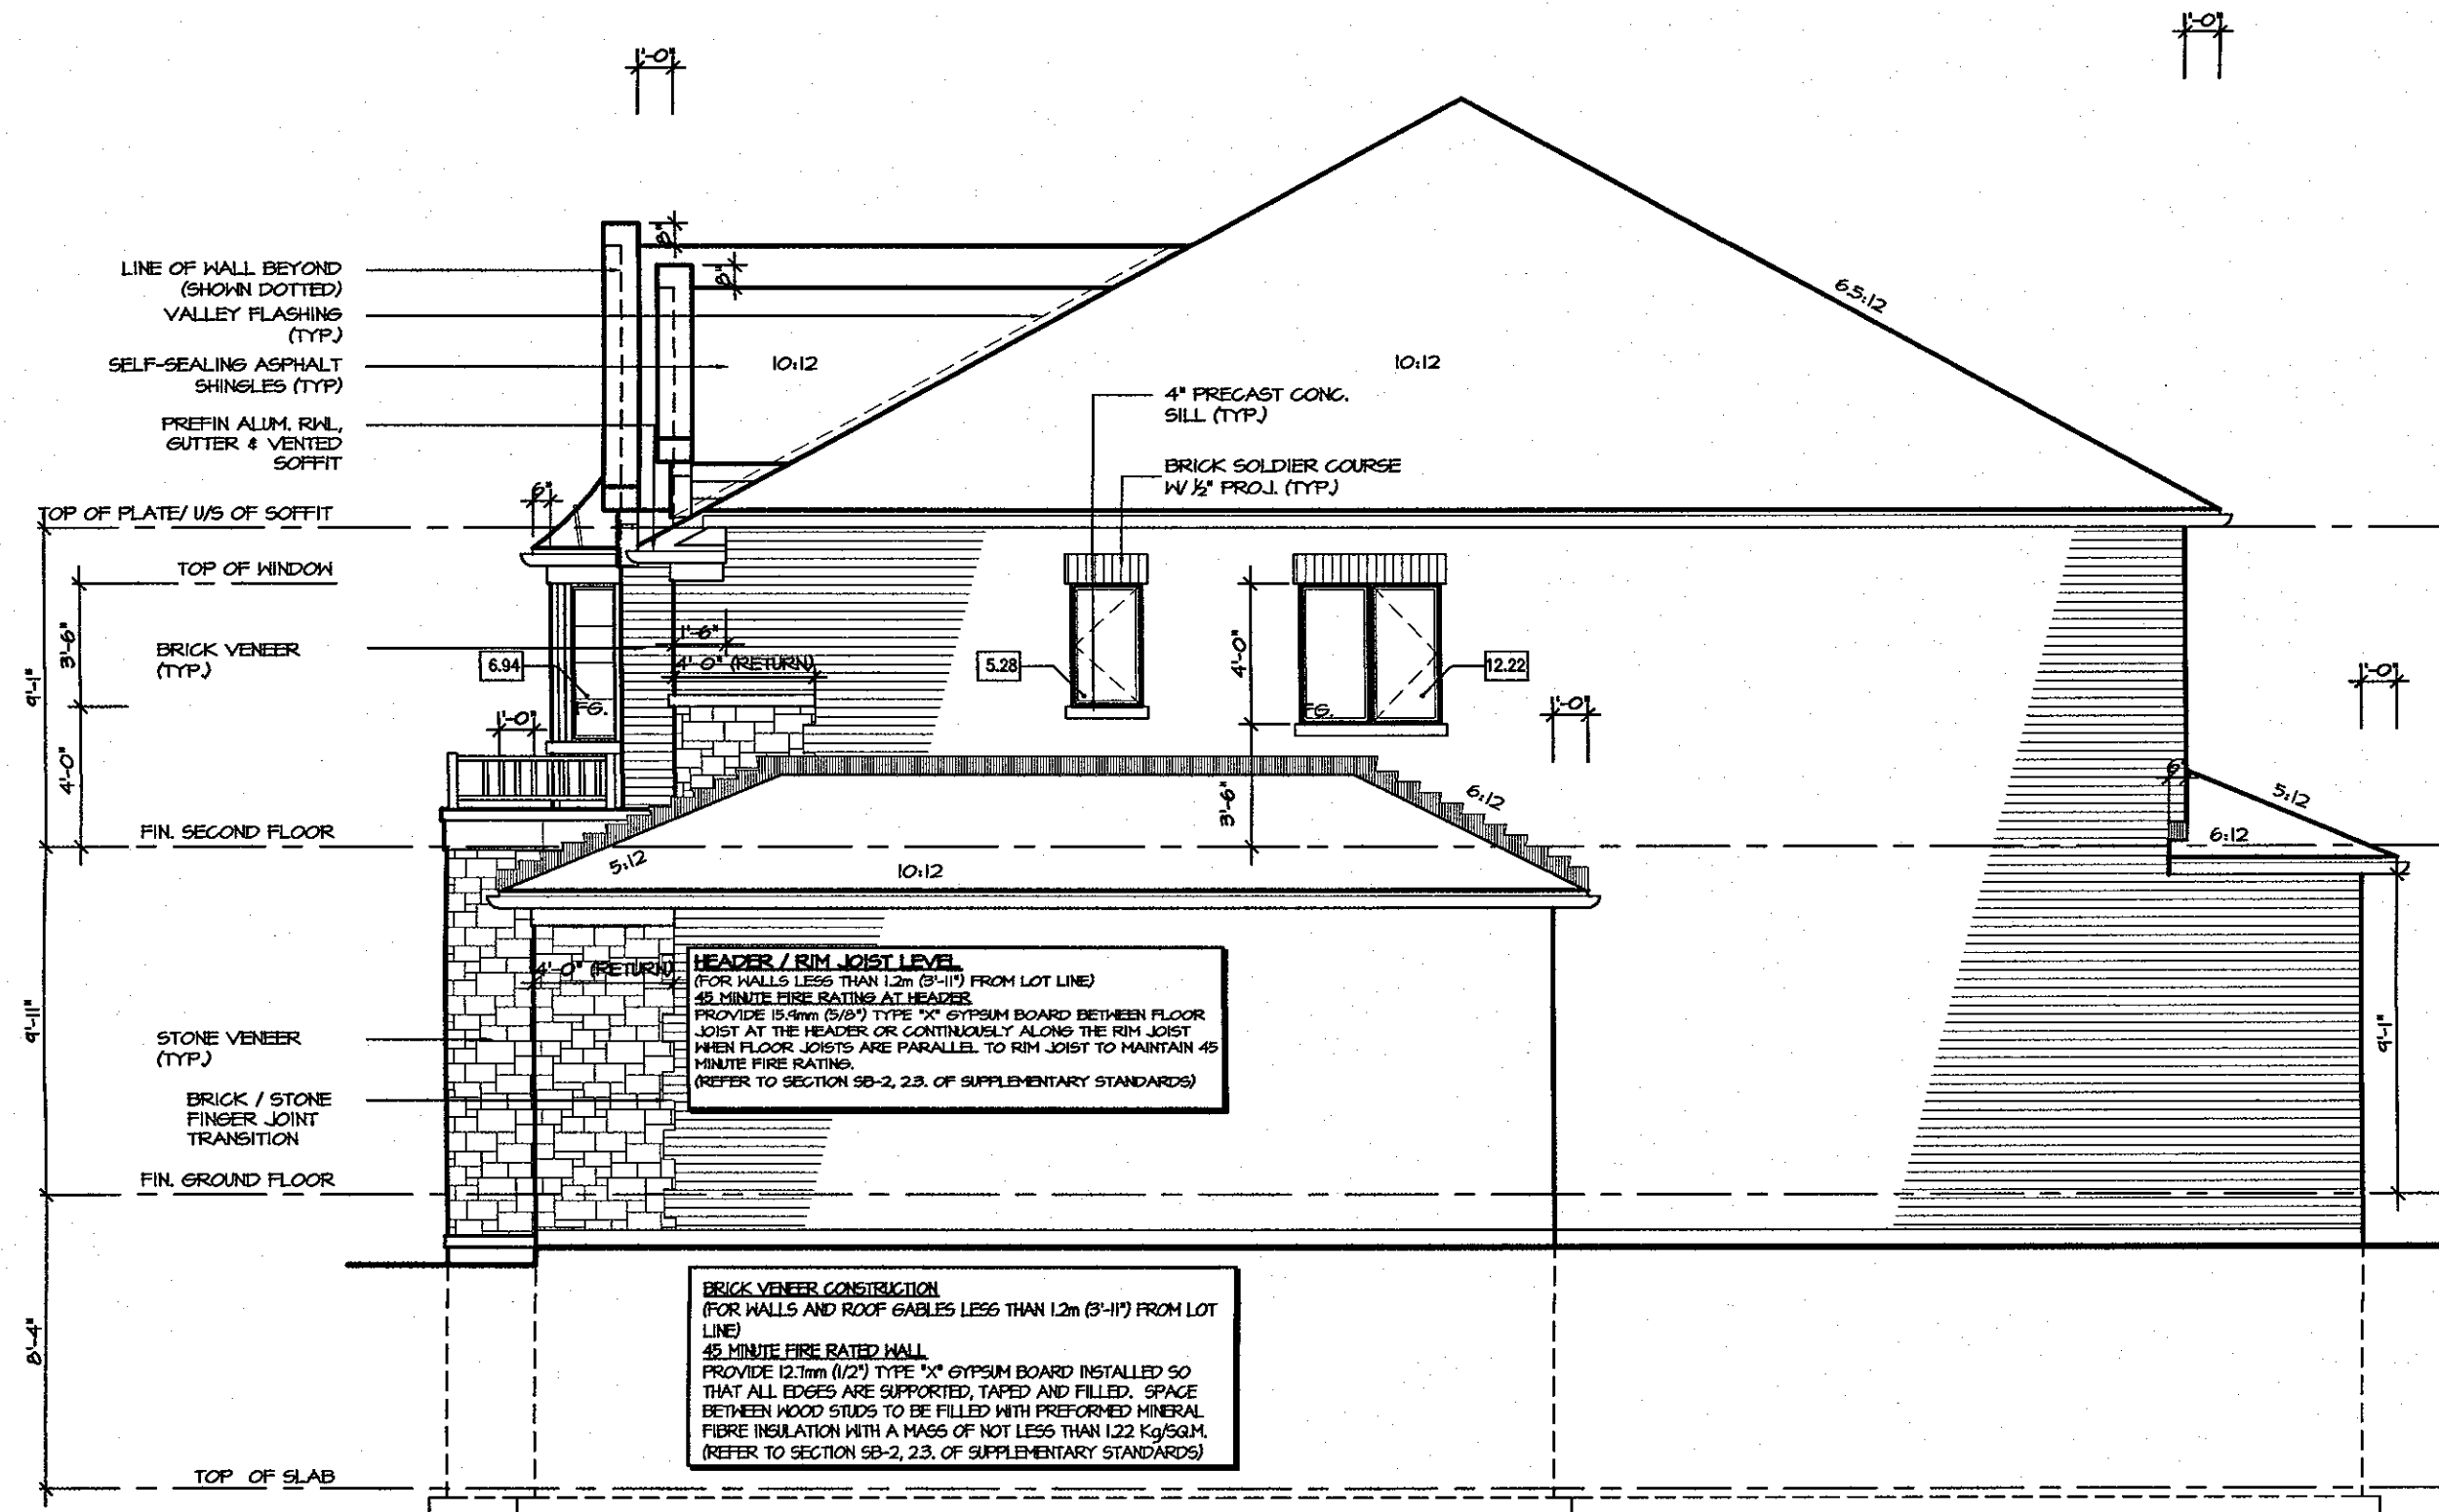 1'-0"
1'-0"
8"
8"
LINE OF WALL BEYOND
(SHOWN DOTTED)
VALLEY FLASHING
(TYP.)
SELF-SEALING ASPHALT
SHINGLES (TYP)
PREFIN ALUM. RWL,
GUTTER & VENTED
SOFFIT
10:12
10:12
6.5:12
4" PRECAST CONC.
SILL (TYP.)
BRICK SOLDIER COURSE
W/ ½" PROJ. (TYP.)
6"
TOP OF PLATE/ U/S OF SOFFIT
TOP OF WINDOW
3'-6"
BRICK VENEER
(TYP.)
9'-1"
4'-0"
6.94
FG.
1'-0"
1'-6"
4'-0" (RETURN)
5.28
4'-0"
FG.
12.22
1'-0"
1'-0"
3'-6"
6:12
6"
5:12
6:12
FIN. SECOND FLOOR
5:12
10:12
9'-11"
4'-0" (RETURN)
HEADER / RIM JOIST LEVEL
(FOR WALLS LESS THAN 1.2m (3'-11") FROM LOT LINE)
45 MINUTE FIRE RATING AT HEADER
PROVIDE 15.9mm (5/8") TYPE "X" GYPSUM BOARD BETWEEN FLOOR
JOIST AT THE HEADER OR CONTINUOUSLY ALONG THE RIM JOIST
WHEN FLOOR JOISTS ARE PARALLEL TO RIM JOIST TO MAINTAIN 45
MINUTE FIRE RATING.
(REFER TO SECTION SB-2, 2.3. OF SUPPLEMENTARY STANDARDS)
9'-1"
STONE VENEER
(TYP.)
BRICK / STONE
FINGER JOINT
TRANSITION
FIN. GROUND FLOOR
8'-4"
BRICK VENEER CONSTRUCTION
(FOR WALLS AND ROOF GABLES LESS THAN 1.2m (3'-11") FROM LOT
LINE)
45 MINUTE FIRE RATED WALL
PROVIDE 12.7mm (1/2") TYPE "X" GYPSUM BOARD INSTALLED SO
THAT ALL EDGES ARE SUPPORTED, TAPED AND FILLED. SPACE
BETWEEN WOOD STUDS TO BE FILLED WITH PREFORMED MINERAL
FIBRE INSULATION WITH A MASS OF NOT LESS THAN 1.22 Kg/SQ.M.
(REFER TO SECTION SB-2, 2.3. OF SUPPLEMENTARY STANDARDS)
TOP OF SLAB